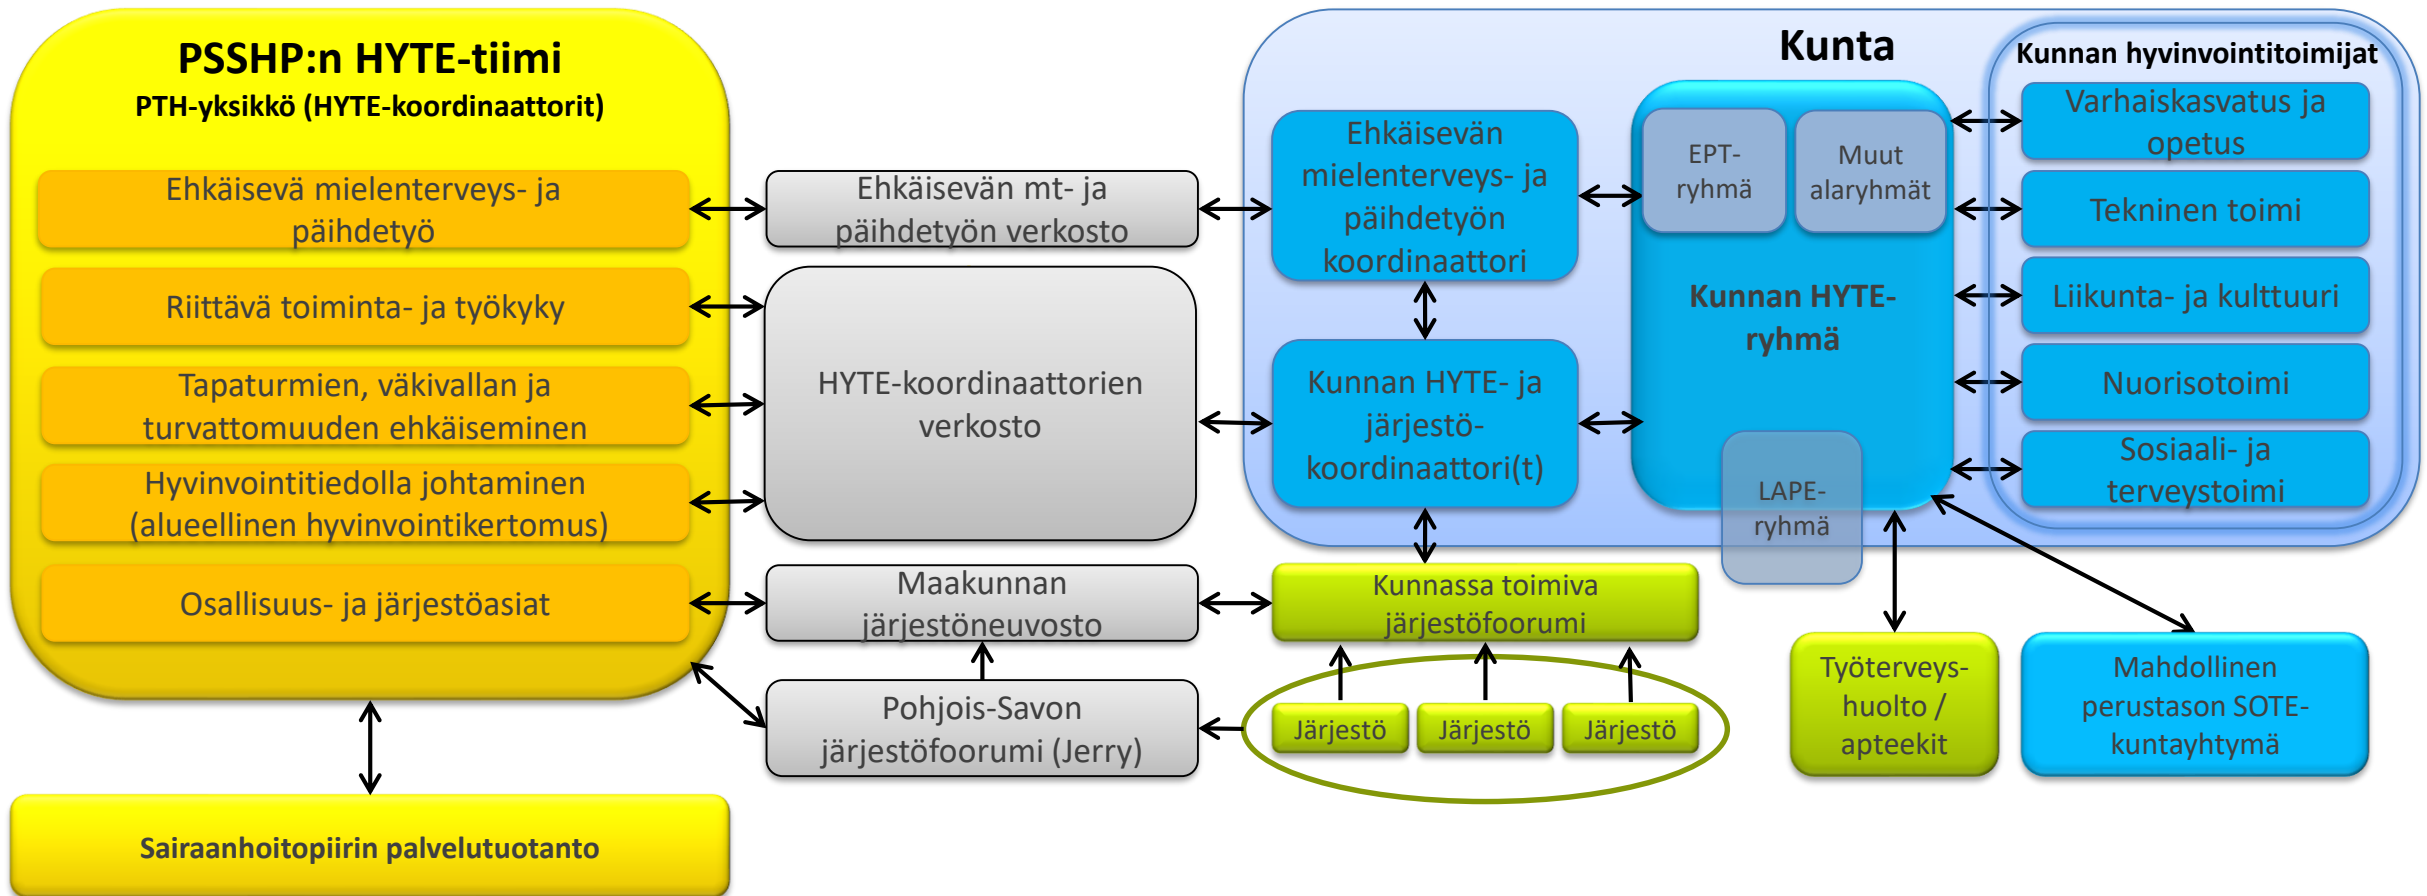 PSSHP:n HYTE-tiimi
PTH-yksikkö (HYTE-koordinaattorit)
Ehkäisevä mielenterveys- ja
päihdetyö
Riittävä toiminta- ja työkyky
Tapaturmien, väkivallan ja
turvattomuuden ehkäiseminen
Hyvinvointitiedolla johtaminen
(alueellinen hyvinvointikertomus)
Osallisuus- ja järjestöasiat
Sairaanhoitopiirin palvelutuotanto
Ehkäisevän mt- ja
päihdetyön verkosto
HYTE-koordinaattorien
verkosto
Maakunnan
järjestöneuvosto
Pohjois-Savon
järjestöfoorumi (Jerry)
Kunta
Ehkäisevän
mielenterveys- ja
päihdetyön
koordinaattori
Kunnan HYTE- ja
järjestö-
koordinaattori(t)
Kunnassa toimiva
järjestöfoorumi
Järjestö
Järjestö
Järjestö
EPT-
ryhmä
Muut
alaryhmät
Kunnan HYTE-
ryhmä
LAPE-
ryhmä
Kunnan hyvinvointitoimijat
Varhaiskasvatus ja
opetus
Tekninen toimi
Liikunta- ja kulttuuri
Nuorisotoimi
Sosiaali- ja
terveystoimi
Työterveys-
huolto /
apteekit
Mahdollinen
perustason SOTE-
kuntayhtymä